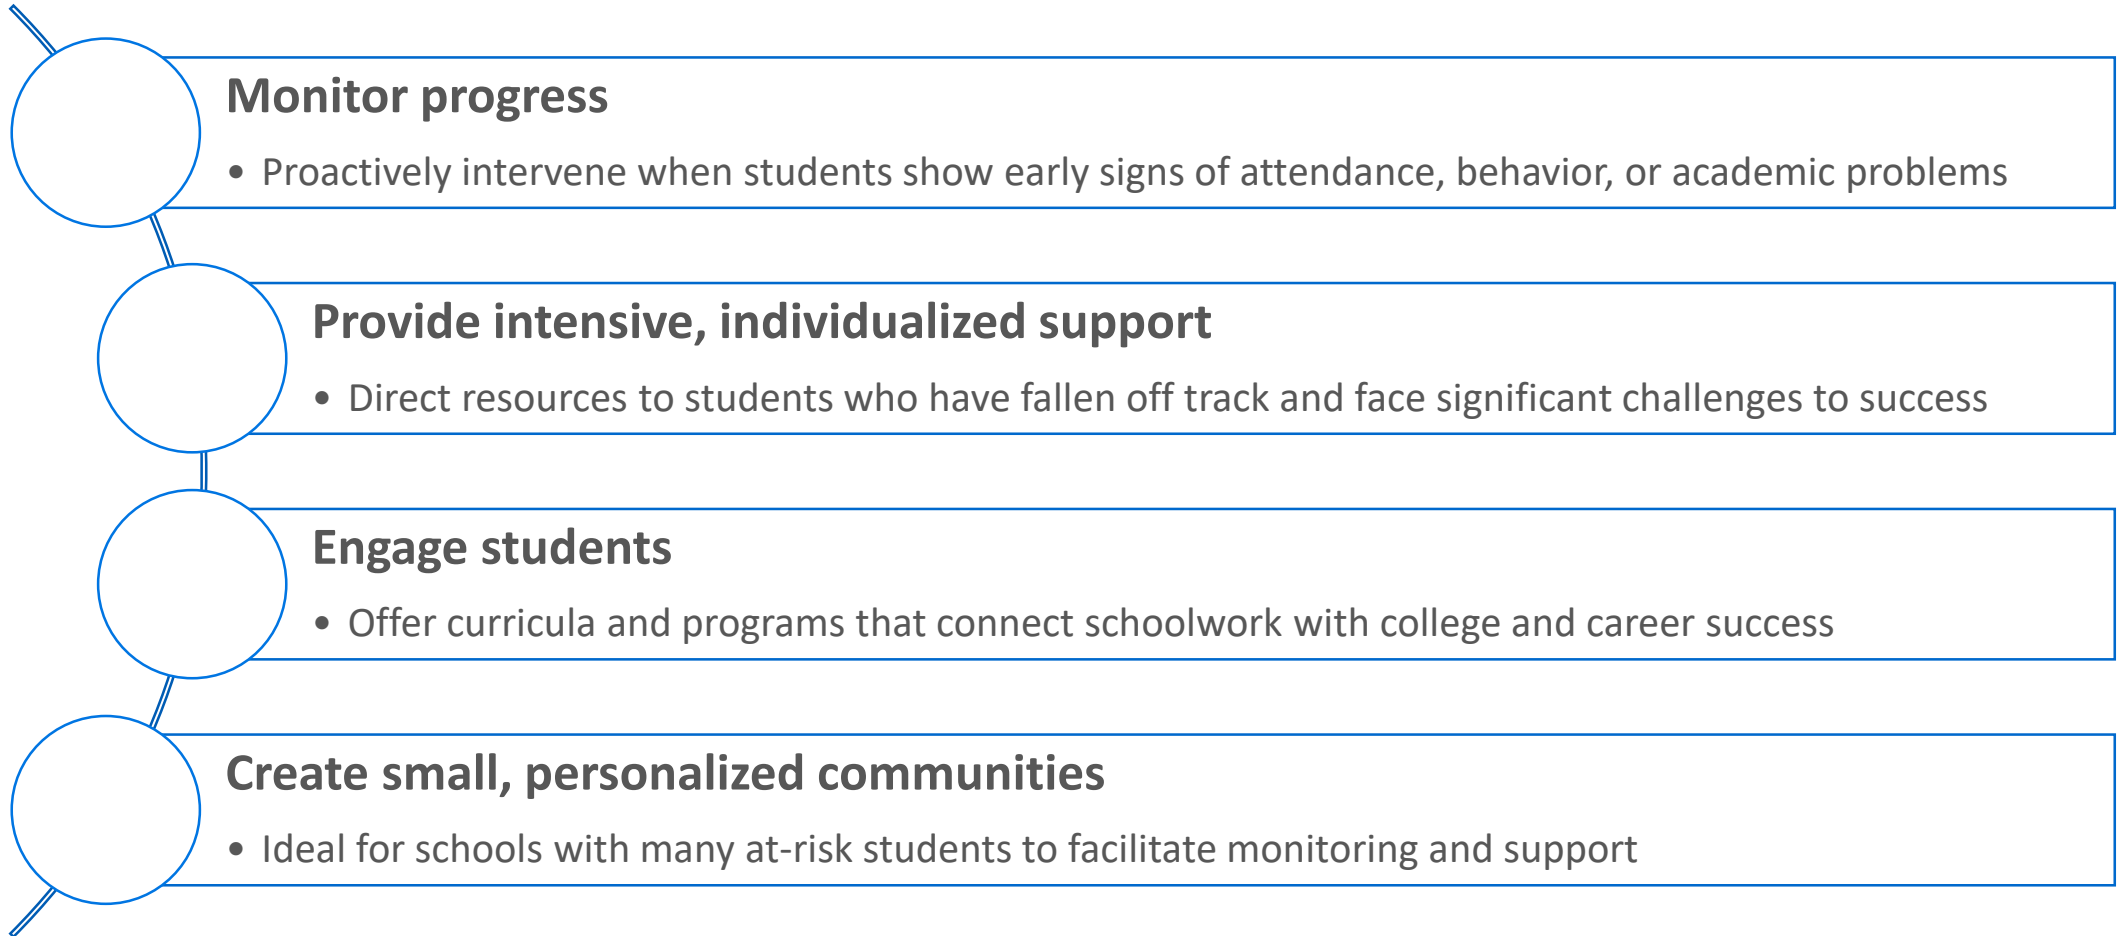 Monitor progress
• Proactively intervene when students show early signs of attendance, behavior, or academic problems
Provide intensive, individualized support
• Direct resources to students who have fallen off track and face significant challenges to success
Engage students
• Offer curricula and programs that connect schoolwork with college and career success
Create small, personalized communities
• Ideal for schools with many at-risk students to facilitate monitoring and support